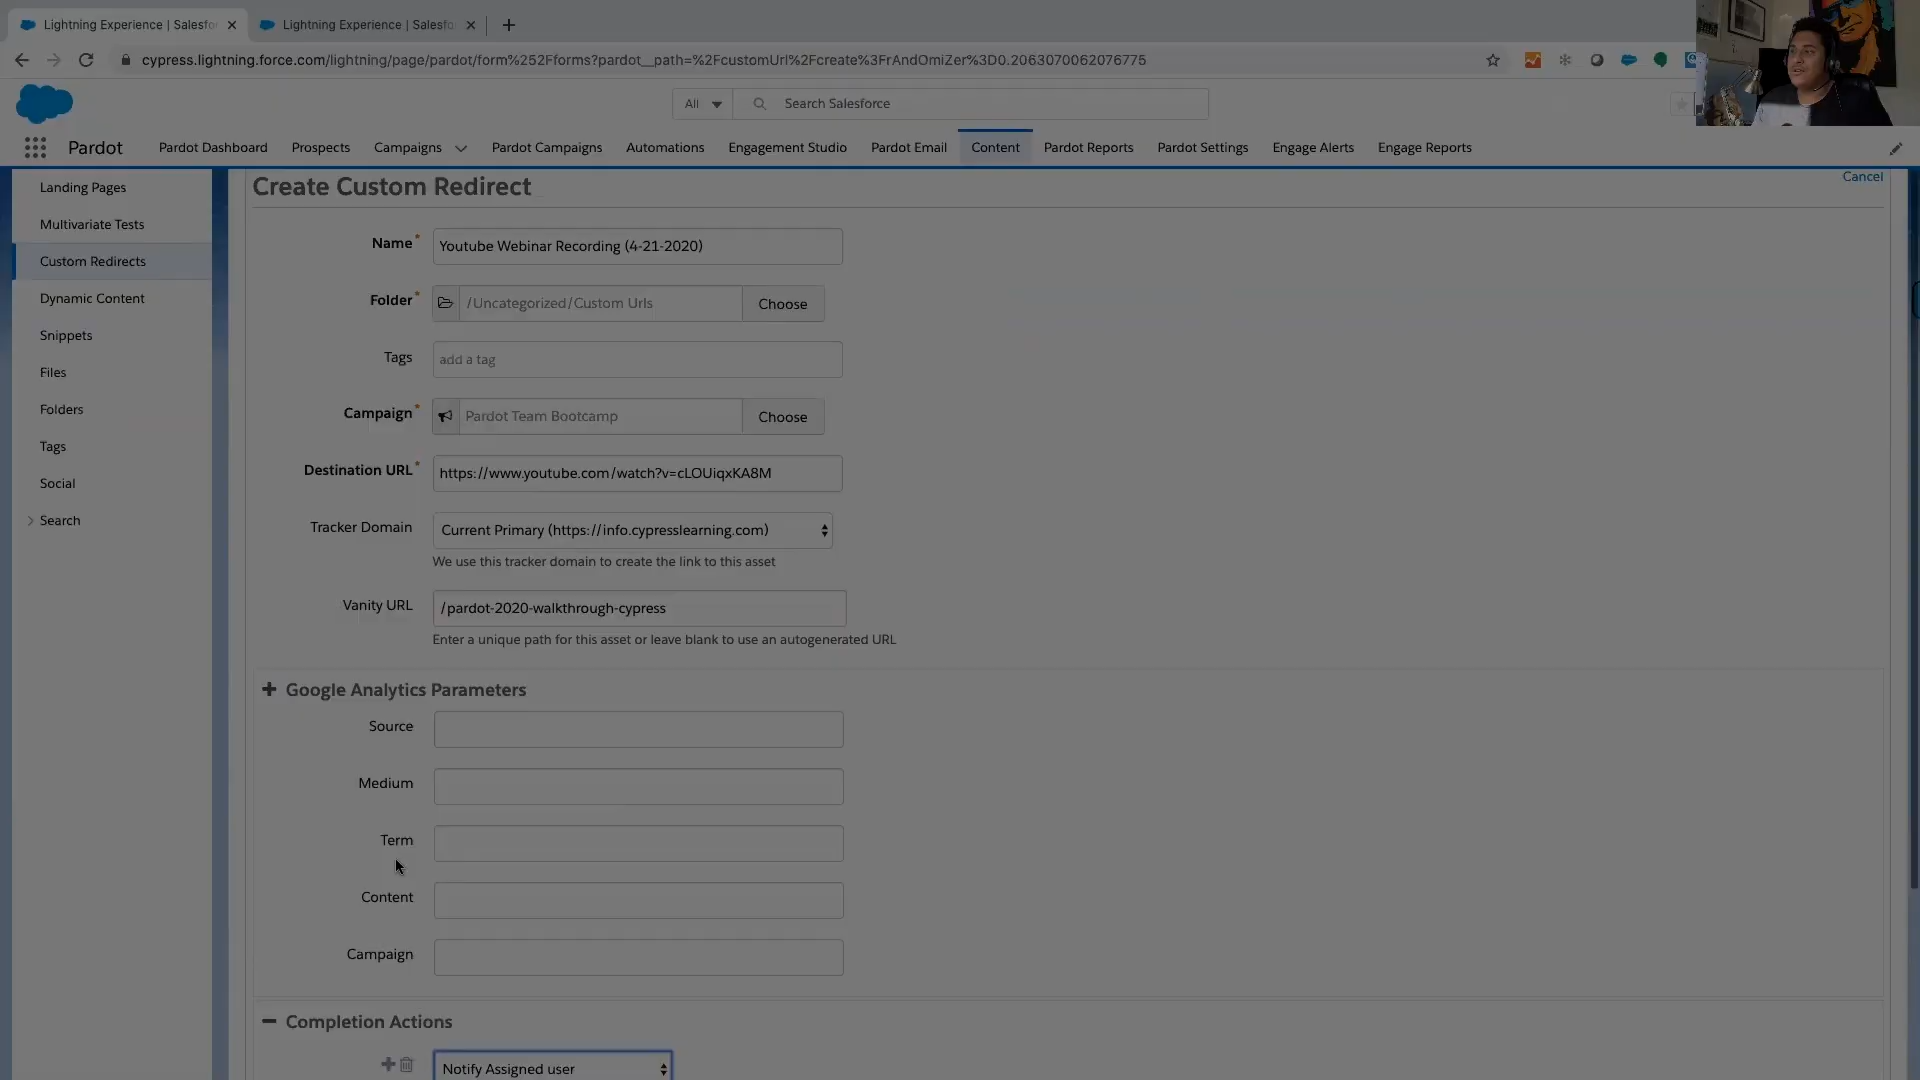 Lightning Experience | Salesfo
Lightning Experience | Salesfo
cypress.lightning.force.com/lightning/page/pardot/form%252Fforms?pardot__path=%2FcustomUrl%2Fcreate%3FrAndOmiZer%3D0.2063070062076775
All
Search Salesforce
Pardot
Pardot Dashboard
Prospects
Campaigns
Pardot Campaigns
Automations
Engagement Studio
Pardot Email
Content
Pardot Reports
Pardot Settings
Engage Alerts
Engage Reports
Landing Pages
Multivariate Tests
Custom Redirects
Dynamic Content
Snippets
Files
Folders
Tags
Social
Search
Create Custom Redirect
Cancel
Name* Youtube Webinar Recording (4-21-2020)
Folder* /Uncategorized/Custom Urls Choose
Tags add a tag
Campaign* Pardot Team Bootcamp Choose
Destination URL* https://www.youtube.com/watch?v=cLOUiqxKA8M
Tracker Domain Current Primary (https://info.cypresslearning.com)
We use this tracker domain to create the link to this asset
Vanity URL /pardot-2020-walkthrough-cypress
Enter a unique path for this asset or leave blank to use an autogenerated URL
Google Analytics Parameters
Source
Medium
Term
Content
Campaign
Completion Actions
Notify Assigned user